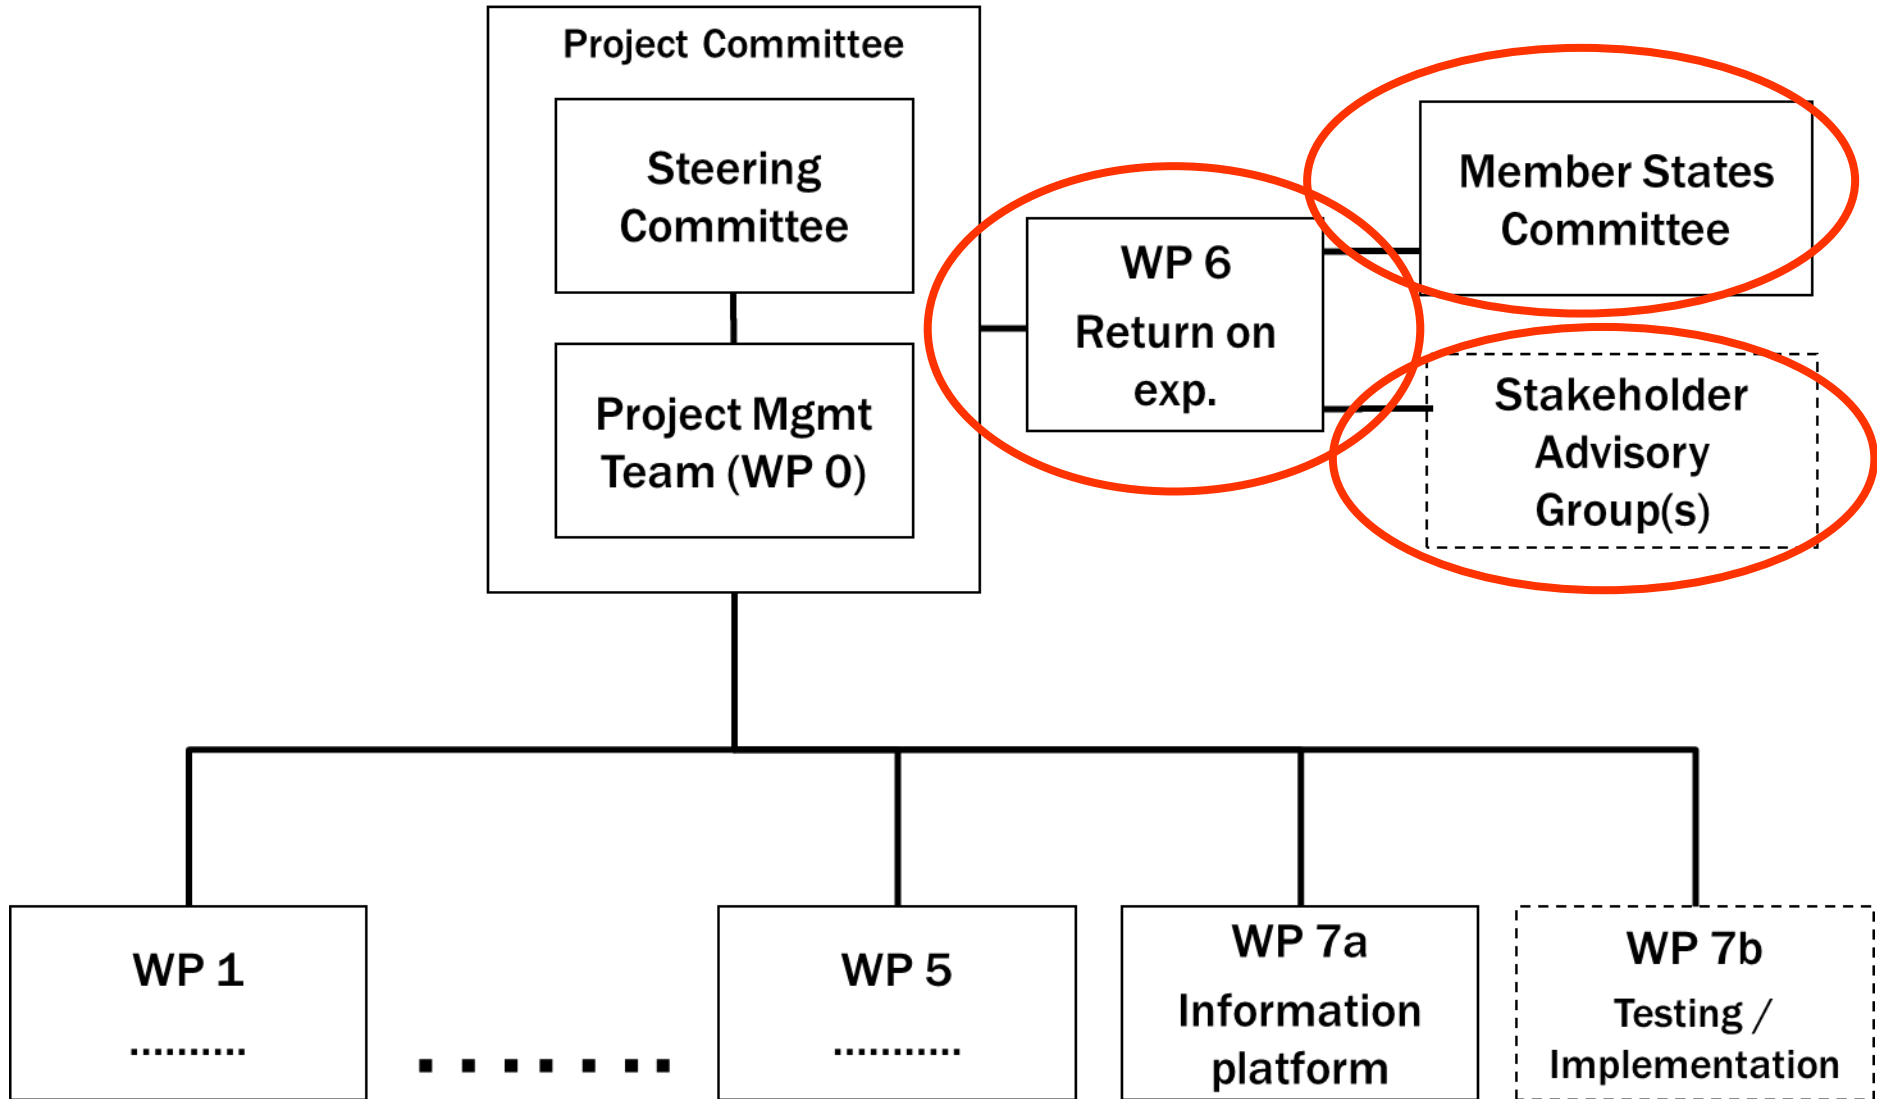 Project Committee
Steering
Committee
Project Mgmt
Team (WP 0)
WP 6
Return on
exp.
Member States
Committee
Stakeholder
Advisory
Group(s)
WP 1
..........
.......
WP 5
...........
WP 7a
Information
platform
WP 7b
Testing /
Implementation